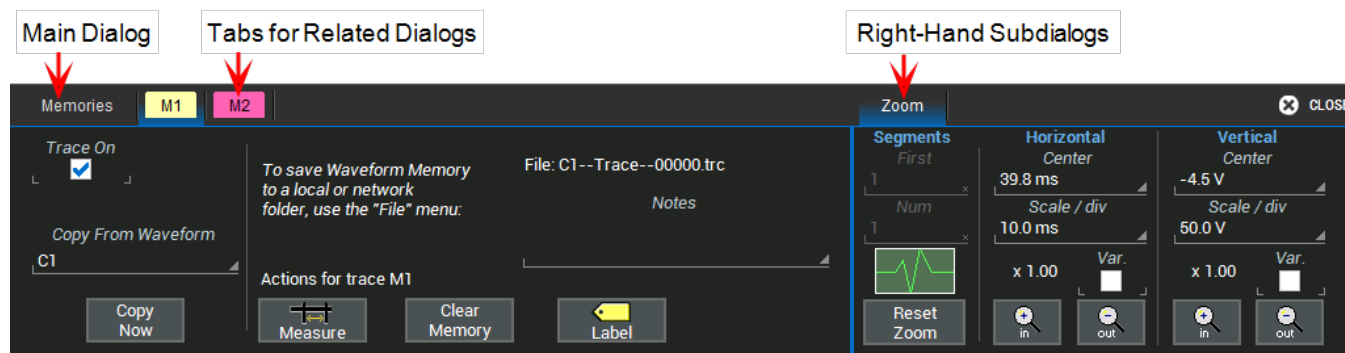 Main Dialog
Tabs for Related Dialogs
Right-Hand Subdialogs
Memories
M1
M2
Zoom
CLOSE
Trace On
Copy From Waveform
C1
Copy
Now
To save Waveform Memory
to a local or network
folder, use the "File" menu:
Actions for trace M1
Measure
Clear
Memory
File: C1--Trace--00000.trc
Notes
Label
Segments
First
1
Num
1
Reset
Zoom
Horizontal
Center
39.8 ms
Scale / div
10.0 ms
x 1.00
Var.
in
out
Vertical
Center
-4.5 V
Scale / div
50.0 V
x 1.00
Var.
in
out